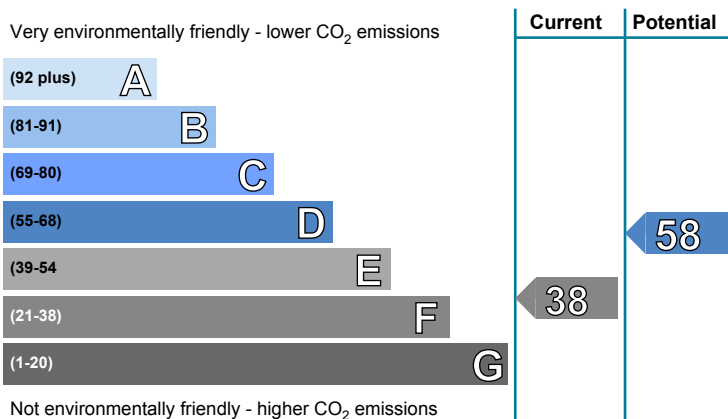 Very environmentally friendly - lower CO2 emissions
Current
Potential
(92 plus) A
(81-91) B
(69-80) C
(55-68) D
58
(39-54 E
(21-38) F
38
(1-20) G
Not environmentally friendly - higher CO2 emissions